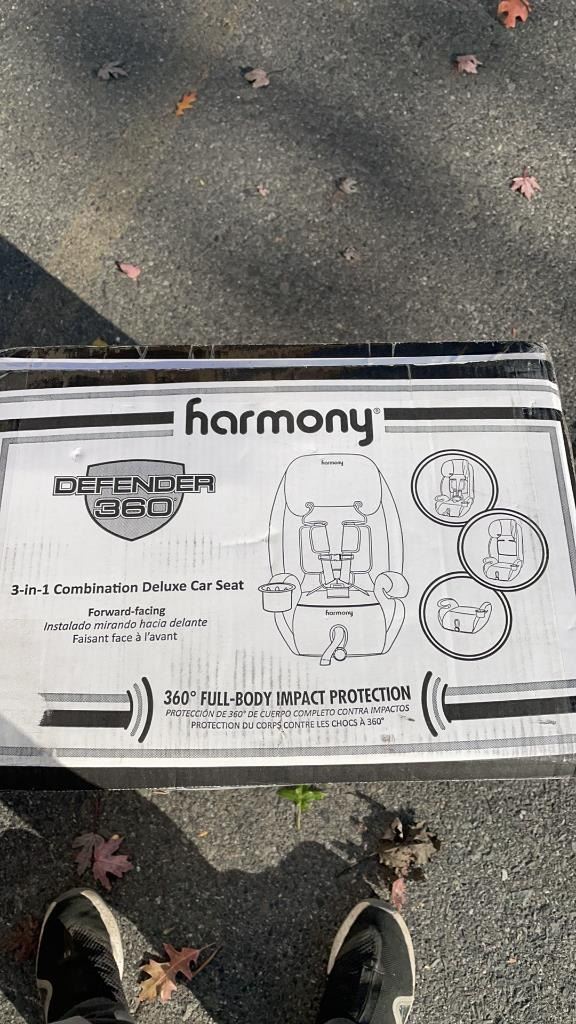 harmony®
DEFENDER
360°
harmony
3-in-1 Combination Deluxe Car Seat
harmony
Forward-facing
Instalado mirando hacia delante
Faisant face à l'avant
360° FULL-BODY IMPACT PROTECTION
PROTECCIÓN DE 360° DE CUERPO COMPLETO CONTRA IMPACTOS
PROTECTION DU CORPS CONTRE LES CHOCS À 360°